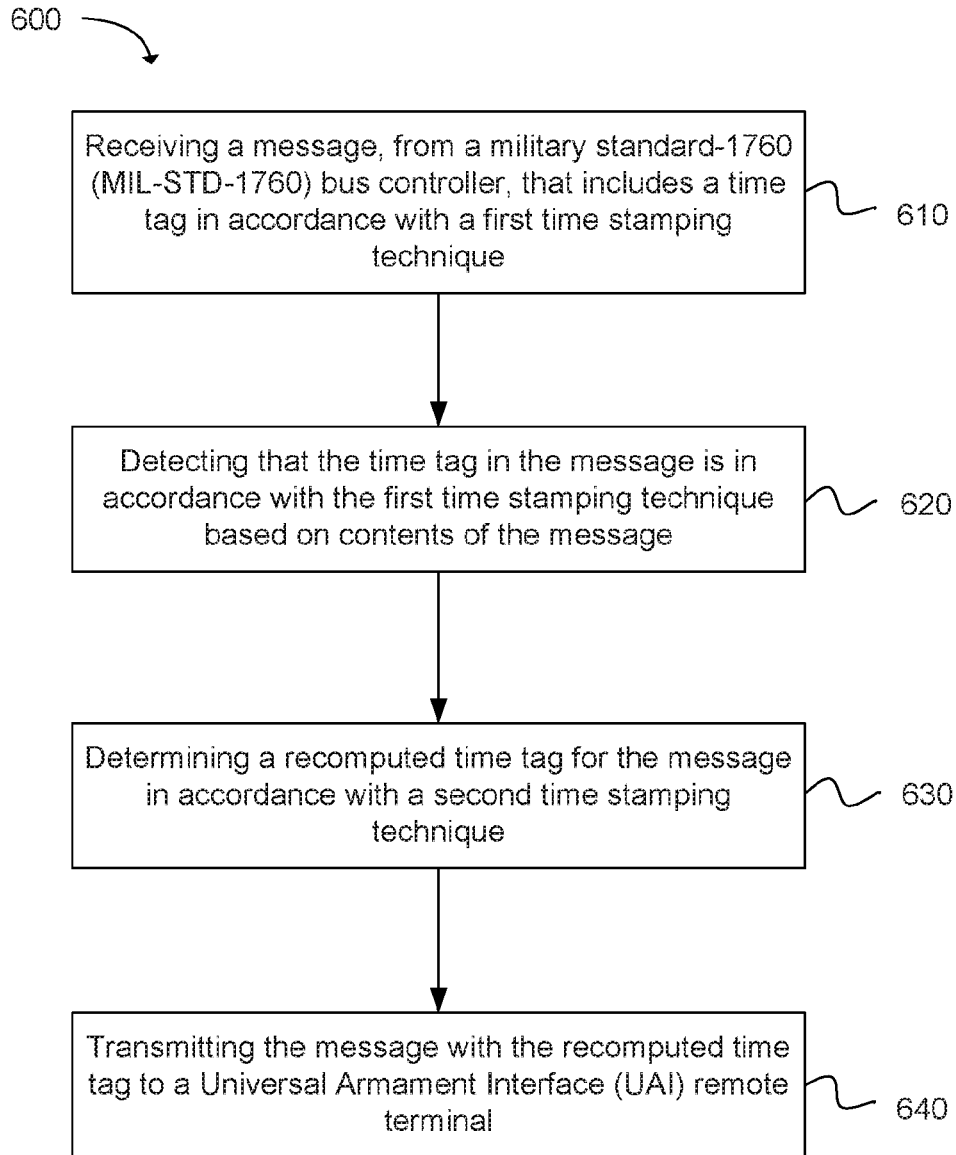 600
Receiving a message, from a military standard-1760
(MIL-STD-1760) bus controller, that includes a time
tag in accordance with a first time stamping
technique
610
Detecting that the time tag in the message is in
accordance with the first time stamping technique
based on contents of the message
620
Determining a recomputed time tag for the message
in accordance with a second time stamping
technique
630
Transmitting the message with the recomputed time
tag to a Universal Armament Interface (UAI) remote
terminal
640